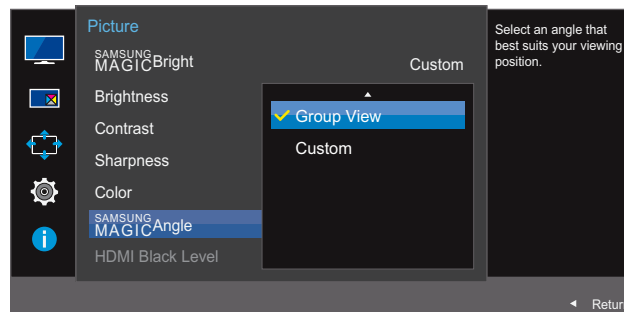 Picture
SAMSUNG
MAGICBright
Custom
Brightness
Contrast
Sharpness
Color
SAMSUNG
MAGICAngle
HDMI Black Level
Group View
Custom
Select an angle that
best suits your viewing
position.
Return